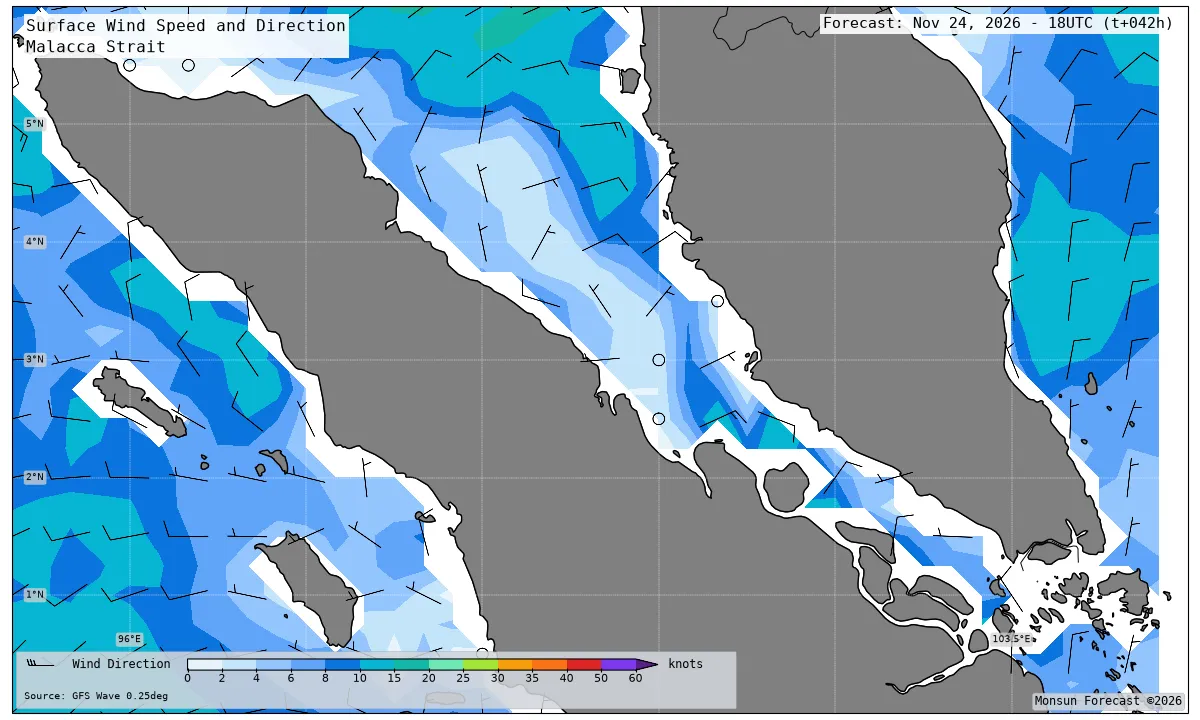 Surface Wind Speed and Direction
Malacca Strait
Forecast: Nov 24, 2026 - 18UTC (t+042h)
5°N
4°N
3°N
2°N
1°N
96°E
103.5°E
Wind Direction
knots
0 2 4 6 8 10 12 15 20 25 30 35 40 50 60
Source: GFS Wave 0.25deg
Monsun Forecast ©2026